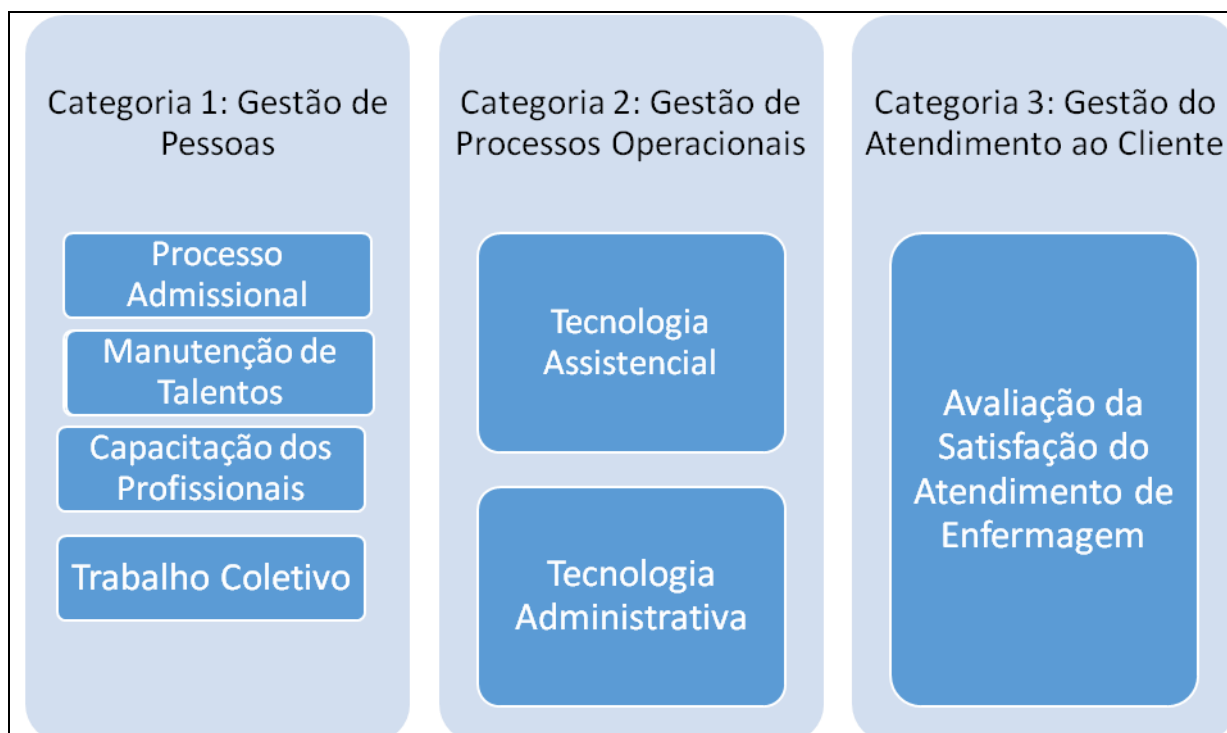 Categoria 1: Gestão de
Pessoas
Processo
Admissional
Manutenção de
Talentos
Capacitação dos
Profissionais
Trabalho Coletivo
Categoria 2: Gestão de
Processos Operacionais
Tecnologia
Assistencial
Tecnologia
Administrativa
Categoria 3: Gestão do
Atendimento ao Cliente
Avaliação da
Satisfação do
Atendimento de
Enfermagem